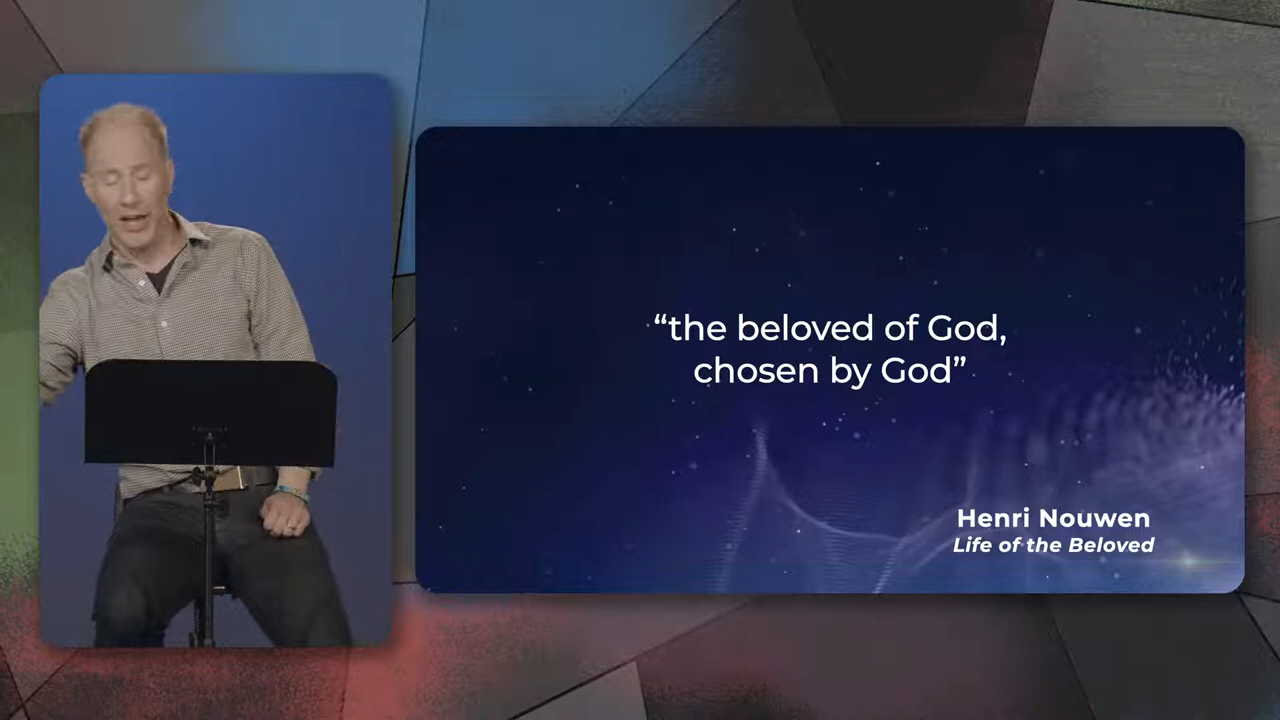 “the beloved of God,
chosen by God”
Henri Nouwen
Life of the Beloved